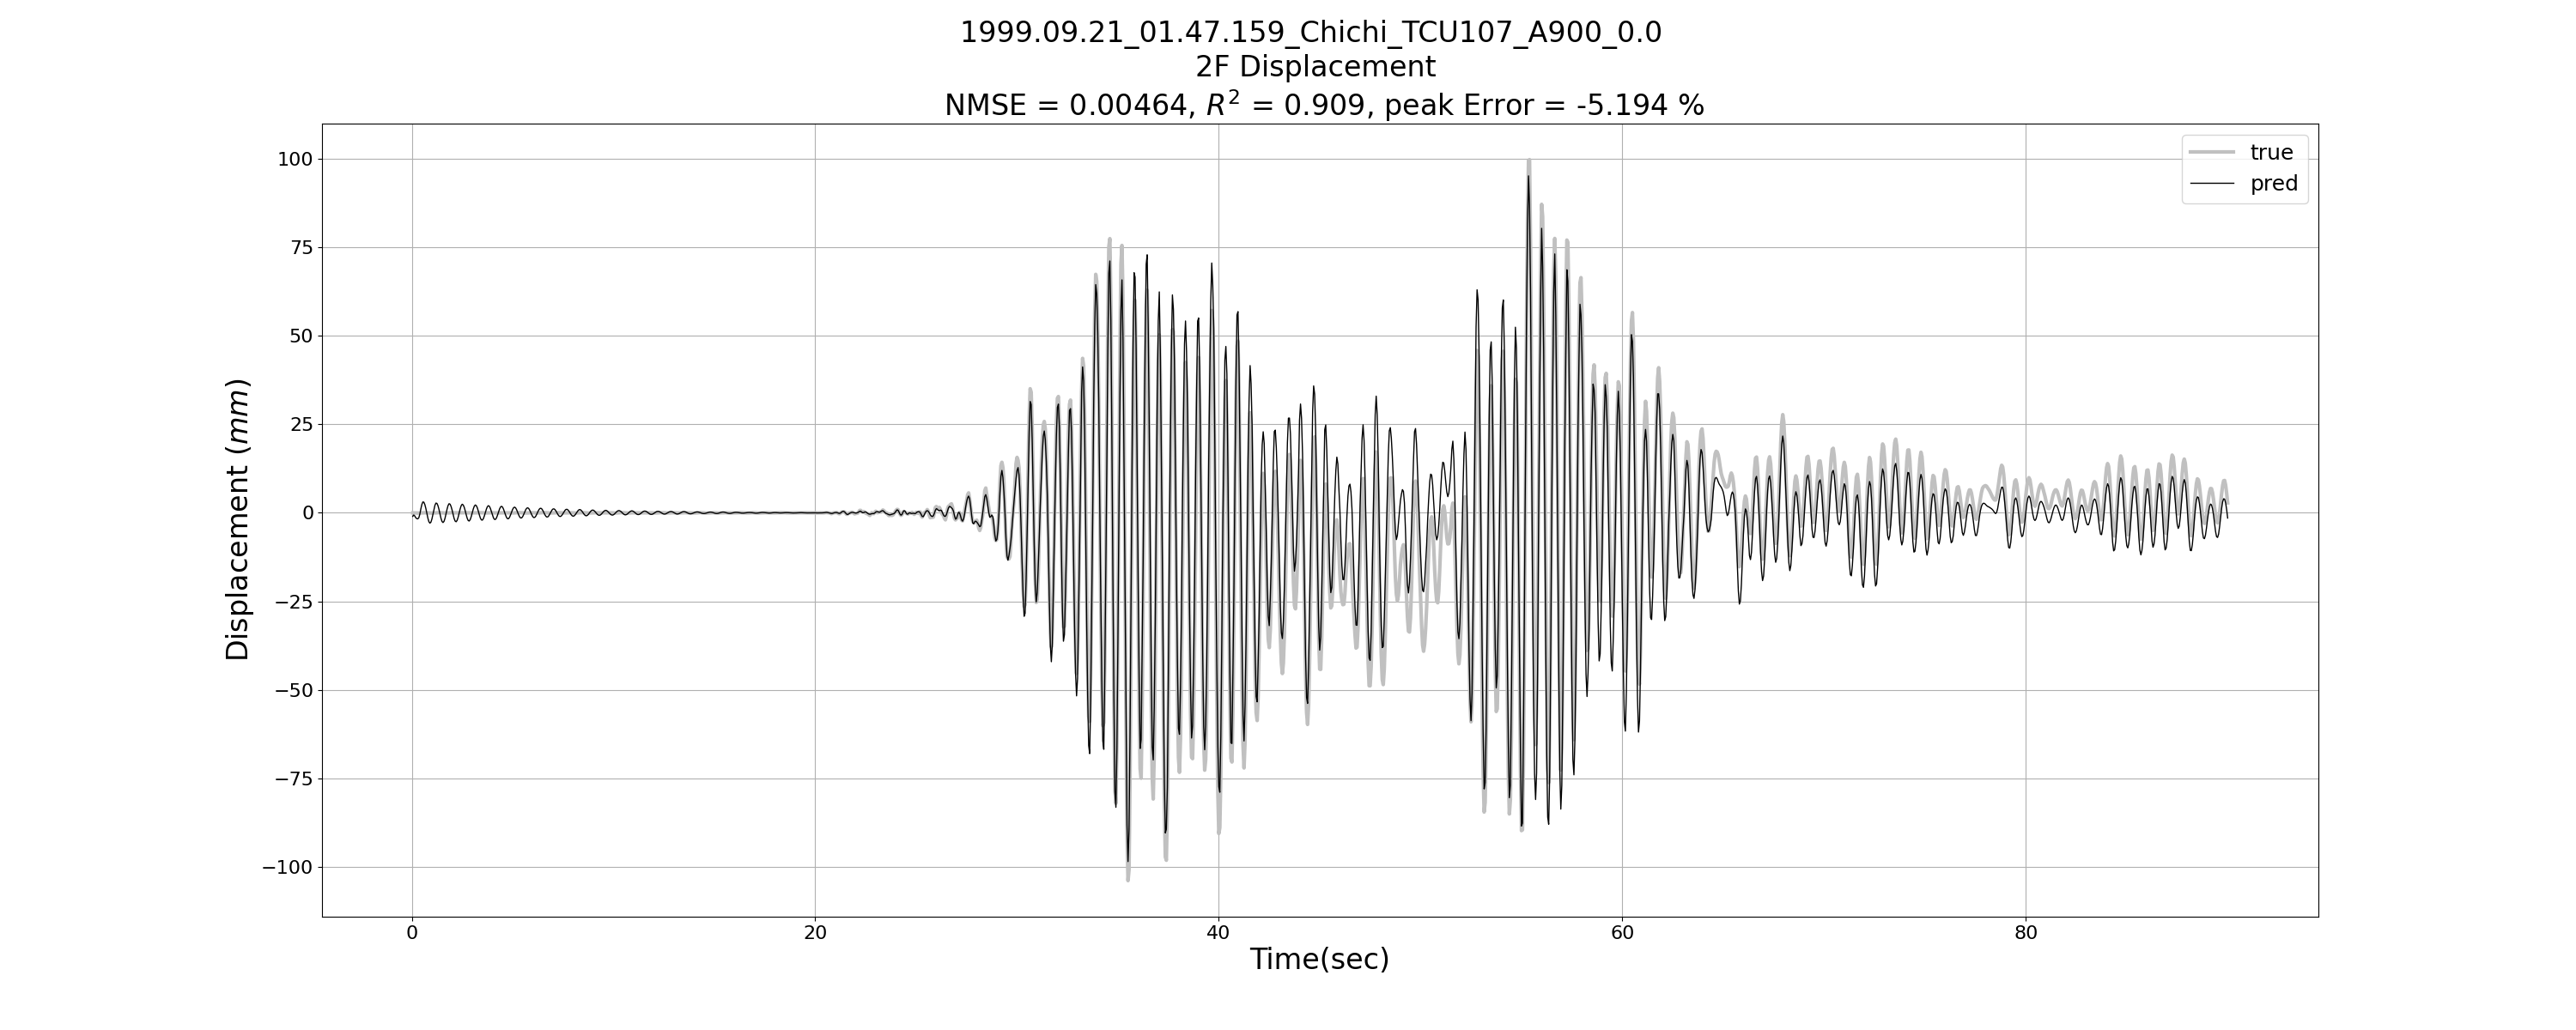 1999.09.21_01.47.159_Chichi_TCU107_A900_0.0
2F Displacement
NMSE = 0.00464, R² = 0.909, peak Error = -5.194 %
true
pred
100
75
50
25
0
−25
−50
−75
−100
Displacement (mm)
0 20 40 60 80
Time(sec)